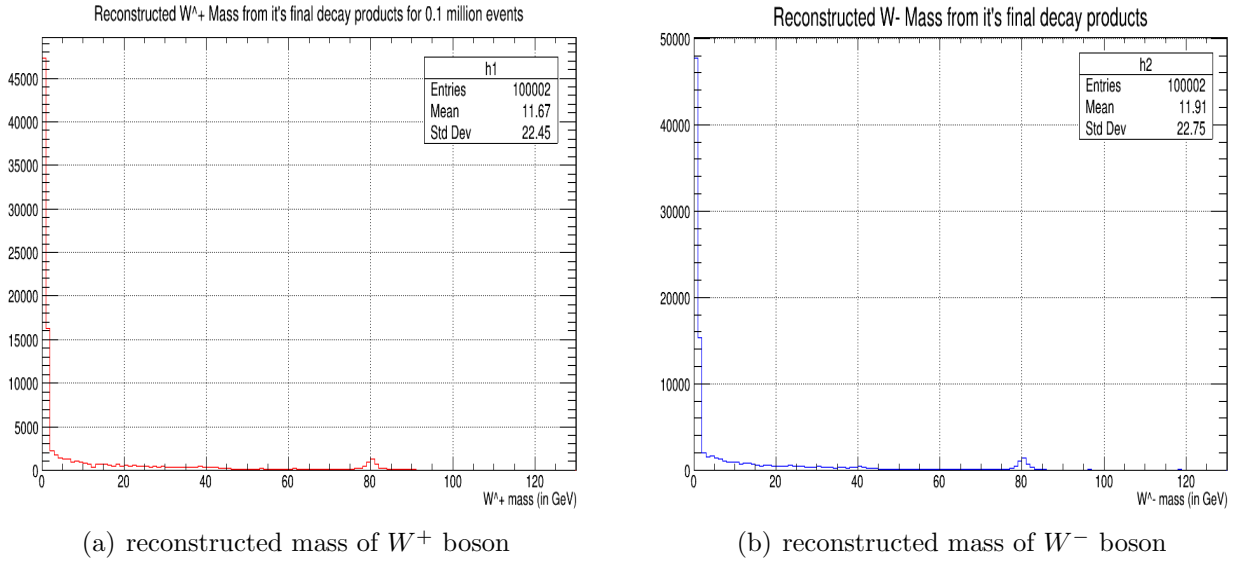 Reconstructed W^+ Mass from it's final decay products for 0.1 million events
h1
Entries 100002
Mean 11.67
Std Dev 22.45
45000
40000
35000
30000
25000
20000
15000
10000
5000
0
0 20 40 60 80 100 120
W^+ mass (in GeV)
(a) reconstructed mass of W⁺ boson
Reconstructed W- Mass from it's final decay products
h2
Entries 100002
Mean 11.91
Std Dev 22.75
50000
40000
30000
20000
10000
0
0 20 40 60 80 100 120
W^- mass (in GeV)
(b) reconstructed mass of W⁻ boson